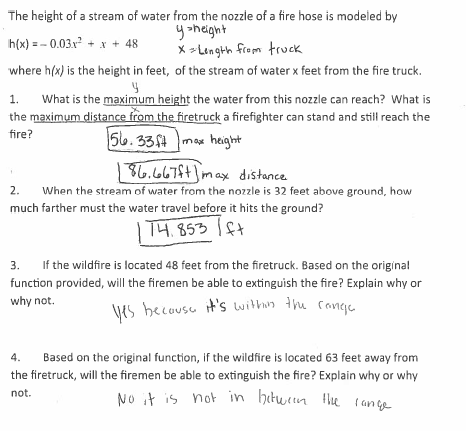 The height of a stream of water from the nozzle of a fire hose is modeled by
y = height
h(x) = – 0.03x² + x + 48
x = Length from truck
where h(x) is the height in feet, of the stream of water x feet from the fire truck.
y
1. What is the maximum height the water from this nozzle can reach? What is
the maximum distance from the firetruck a firefighter can stand and still reach the
x
fire?
56.33 ft max height
86.667ft max distance
2. When the stream of water from the nozzle is 32 feet above ground, how
much farther must the water travel before it hits the ground?
14.853 ft
3. If the wildfire is located 48 feet from the firetruck. Based on the original
function provided, will the firemen be able to extinguish the fire? Explain why or
why not.
yes because it's within the range
4. Based on the original function, if the wildfire is located 63 feet away from
the firetruck, will the firemen be able to extinguish the fire? Explain why or why
not.
No it is not in between the range